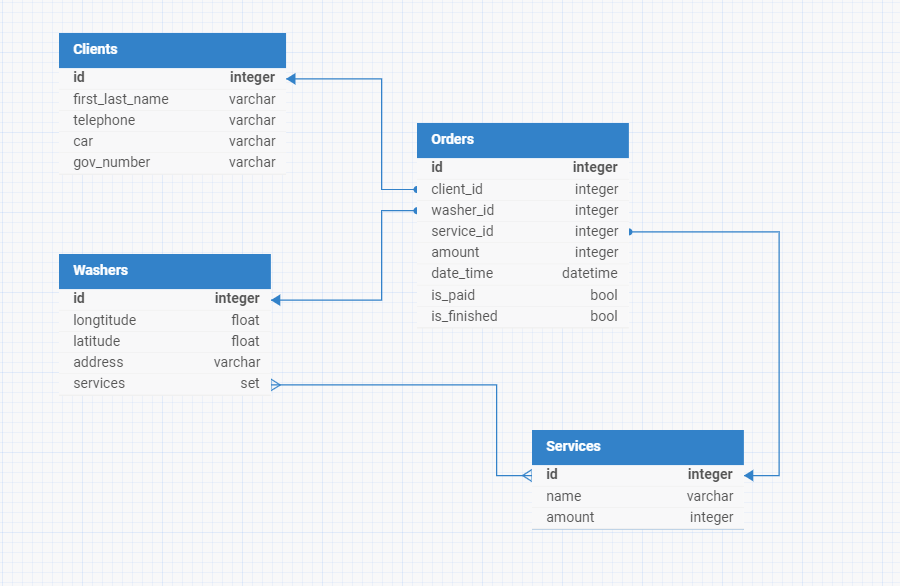 Clients
id integer
first_last_name varchar
telephone varchar
car varchar
gov_number varchar
Orders
id integer
client_id integer
washer_id integer
service_id integer
amount integer
date_time datetime
is_paid bool
is_finished bool
Washers
id integer
longtitude float
latitude float
address varchar
services set
Services
id integer
name varchar
amount integer